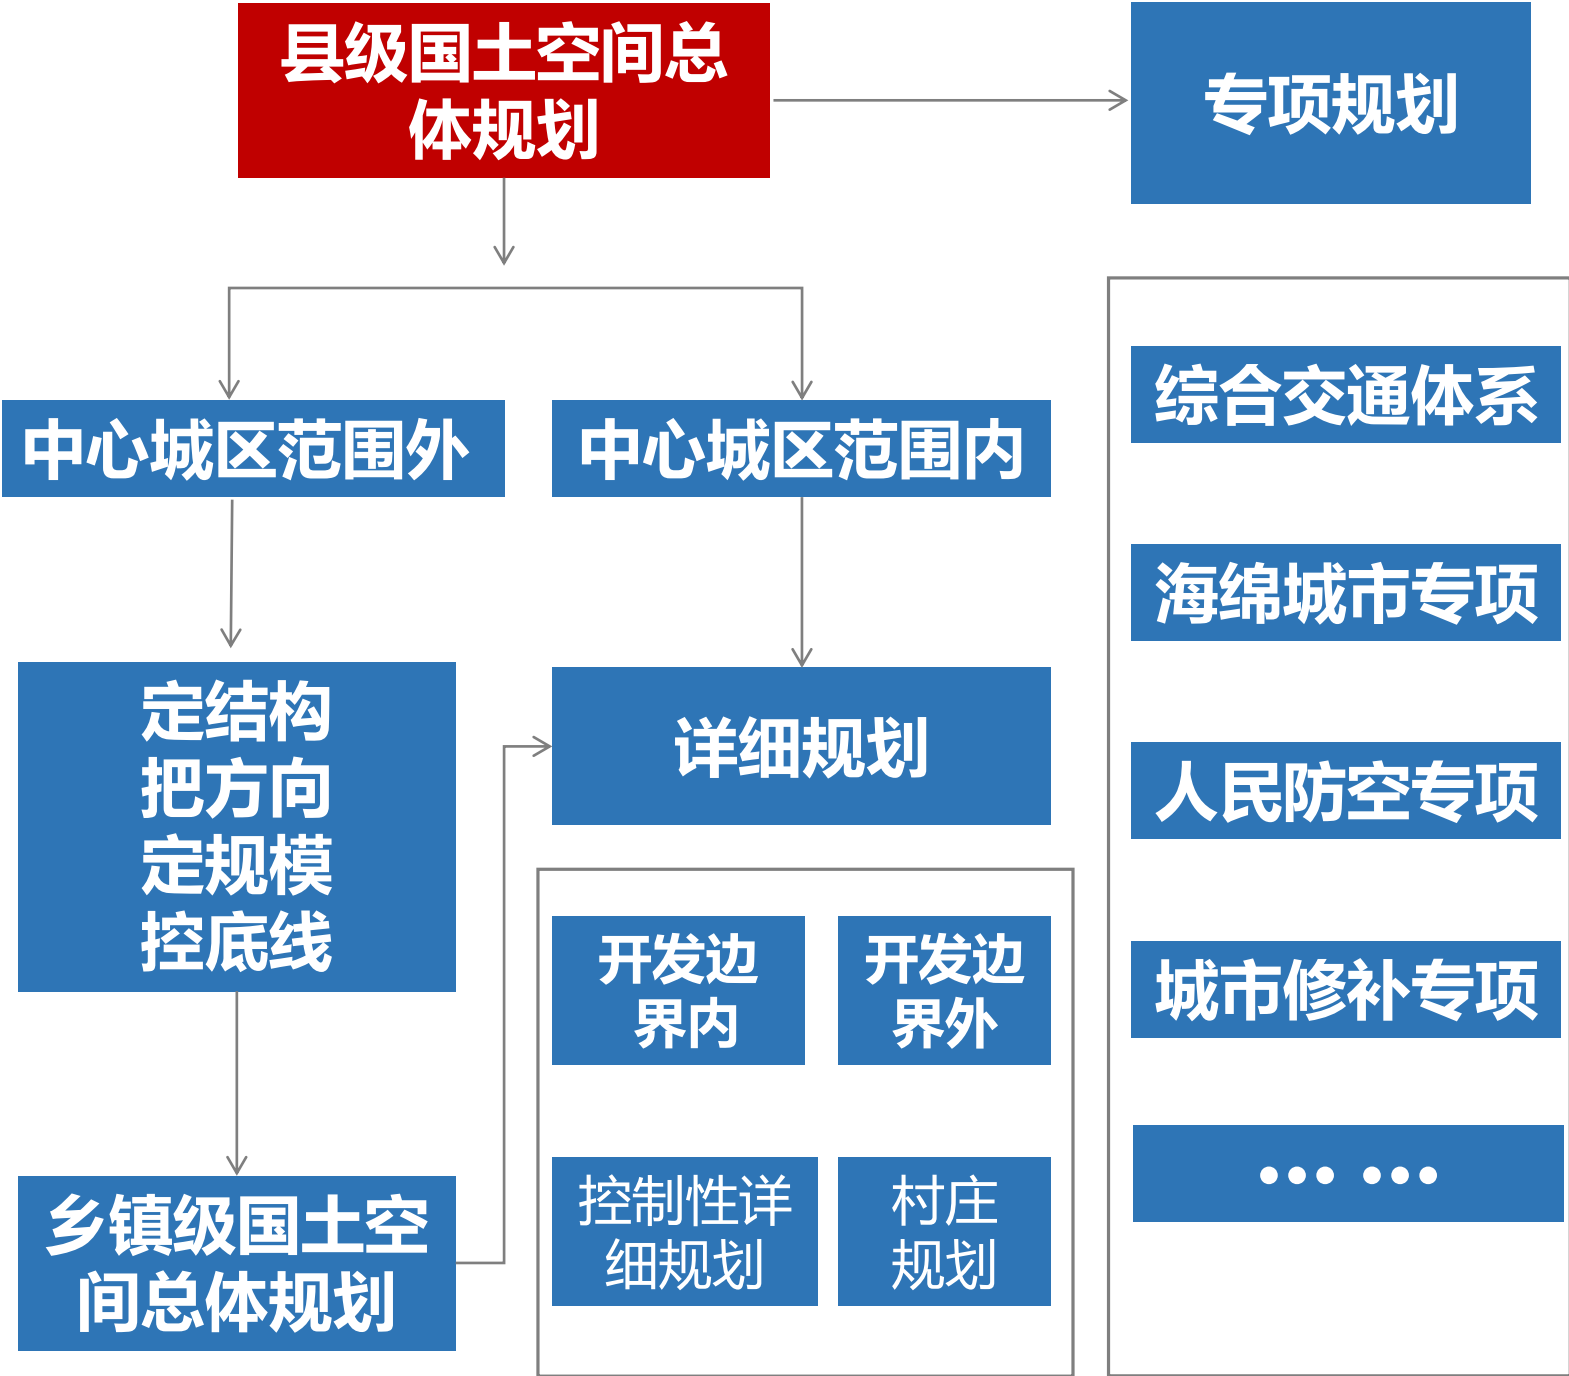 县级国土空间总
体规划
专项规划
中心城区范围外
中心城区范围内
定结构
把方向
定规模
控底线
详细规划
乡镇级国土空
间总体规划
开发边
界内
开发边
界外
控制性详
细规划
村庄
规划
综合交通体系
海绵城市专项
人民防空专项
城市修补专项
… …